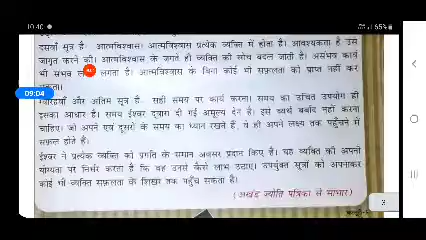 10:40
65%
दसवाँ सूत्र है- आत्मविश्वास। आत्मविश्वास प्रत्येक व्यक्ति में होता है। आवश्यकता है उसे
जागृत करने की। आत्मविश्वास के जगते ही व्यक्ति की सोच बदल जाती है। असंभव कार्य
भी संभव लगता है। आत्मविश्वास के बिना कोई भी सफलता को प्राप्त नहीं कर
09:04
ग्यारहवाँ और अंतिम सूत्र है- सही समय पर कार्य करना। समय का उचित उपयोग ही
इसका आधार है। समय ईश्वर द्वारा दी गई अमूल्य देन है। इसे व्यर्थ बर्बाद नहीं करना
चाहिए। जो अपने एवं दूसरों के समय का ध्यान रखते हैं, वे ही अपने लक्ष्य तक पहुँचने में
सफल होते हैं।
ईश्वर ने प्रत्येक व्यक्ति को प्रगति के समान अवसर प्रदान किए हैं। यह व्यक्ति की अपनी
योग्यता पर निर्भर करता है कि वह उनसे कैसे लाभ उठाए। उपर्युक्त सूत्रों को अपनाकर
कोई भी व्यक्ति सफलता के शिखर तक पहुँच सकता है।
(अखंड ज्योति पत्रिका से साभार)
3